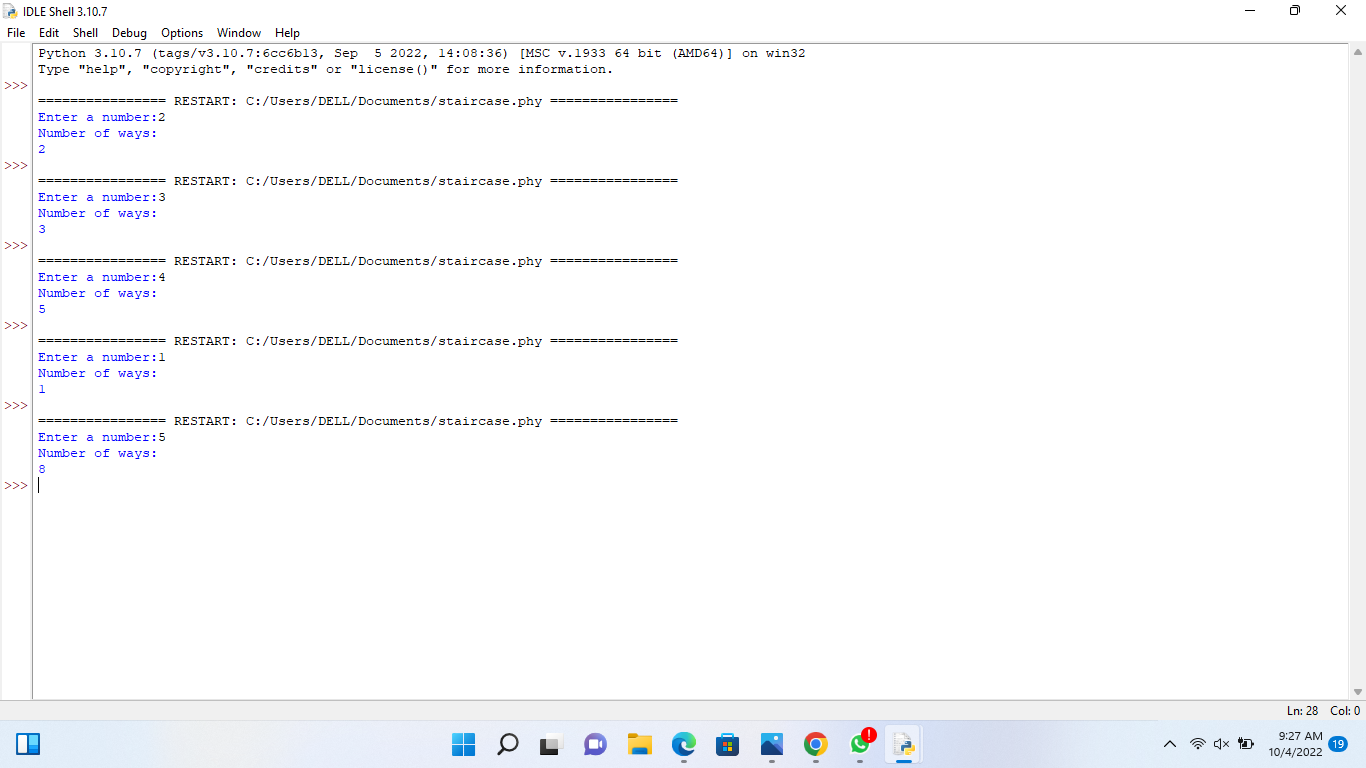 IDLE Shell 3.10.7
File Edit Shell Debug Options Window Help
Python 3.10.7 (tags/v3.10.7:6cc6b13, Sep  5 2022, 14:08:36) [MSC v.1933 64 bit (AMD64)] on win32
Type "help", "copyright", "credits" or "license()" for more information.
>>>
================ RESTART: C:/Users/DELL/Documents/staircase.phy ================
Enter a number:2
Number of ways:
2
>>>
================ RESTART: C:/Users/DELL/Documents/staircase.phy ================
Enter a number:3
Number of ways:
3
>>>
================ RESTART: C:/Users/DELL/Documents/staircase.phy ================
Enter a number:4
Number of ways:
5
>>>
================ RESTART: C:/Users/DELL/Documents/staircase.phy ================
Enter a number:1
Number of ways:
1
>>>
================ RESTART: C:/Users/DELL/Documents/staircase.phy ================
Enter a number:5
Number of ways:
8
>>>
Ln: 28 Col: 0
9:27 AM
10/4/2022 19